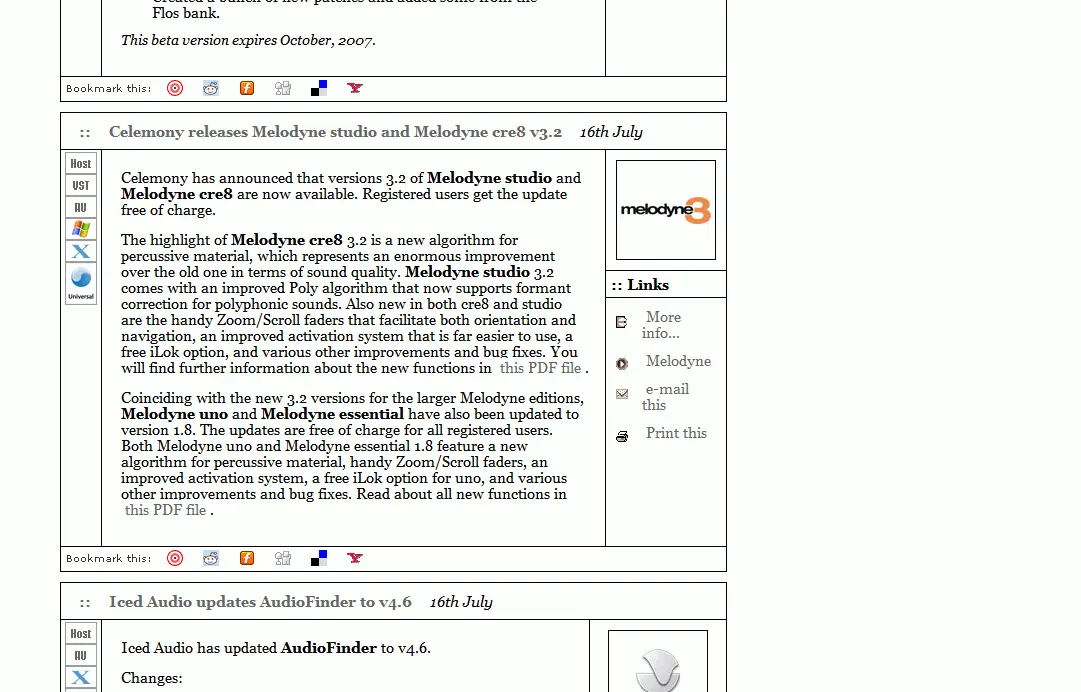 Flos bank.
This beta version expires October, 2007.
Bookmark this:
:: Celemony releases Melodyne studio and Melodyne cre8 v3.2 16th July
Host
VST
AU
Universal
Celemony has announced that versions 3.2 of Melodyne studio and
Melodyne cre8 are now available. Registered users get the update
free of charge.
The highlight of Melodyne cre8 3.2 is a new algorithm for
percussive material, which represents an enormous improvement
over the old one in terms of sound quality. Melodyne studio 3.2
comes with an improved Poly algorithm that now supports formant
correction for polyphonic sounds. Also new in both cre8 and studio
are the handy Zoom/Scroll faders that facilitate both orientation and
navigation, an improved activation system that is far easier to use, a
free iLok option, and various other improvements and bug fixes. You
will find further information about the new functions in this PDF file .
Coinciding with the new 3.2 versions for the larger Melodyne editions,
Melodyne uno and Melodyne essential have also been updated to
version 1.8. The updates are free of charge for all registered users.
Both Melodyne uno and Melodyne essential 1.8 feature a new
algorithm for percussive material, handy Zoom/Scroll faders, an
improved activation system, a free iLok option for uno, and various
other improvements and bug fixes. Read about all new functions in
this PDF file .
melodyne3
:: Links
More
info...
Melodyne
e-mail
this
Print this
Bookmark this:
:: Iced Audio updates AudioFinder to v4.6 16th July
Host
AU
Iced Audio has updated AudioFinder to v4.6.
Changes: